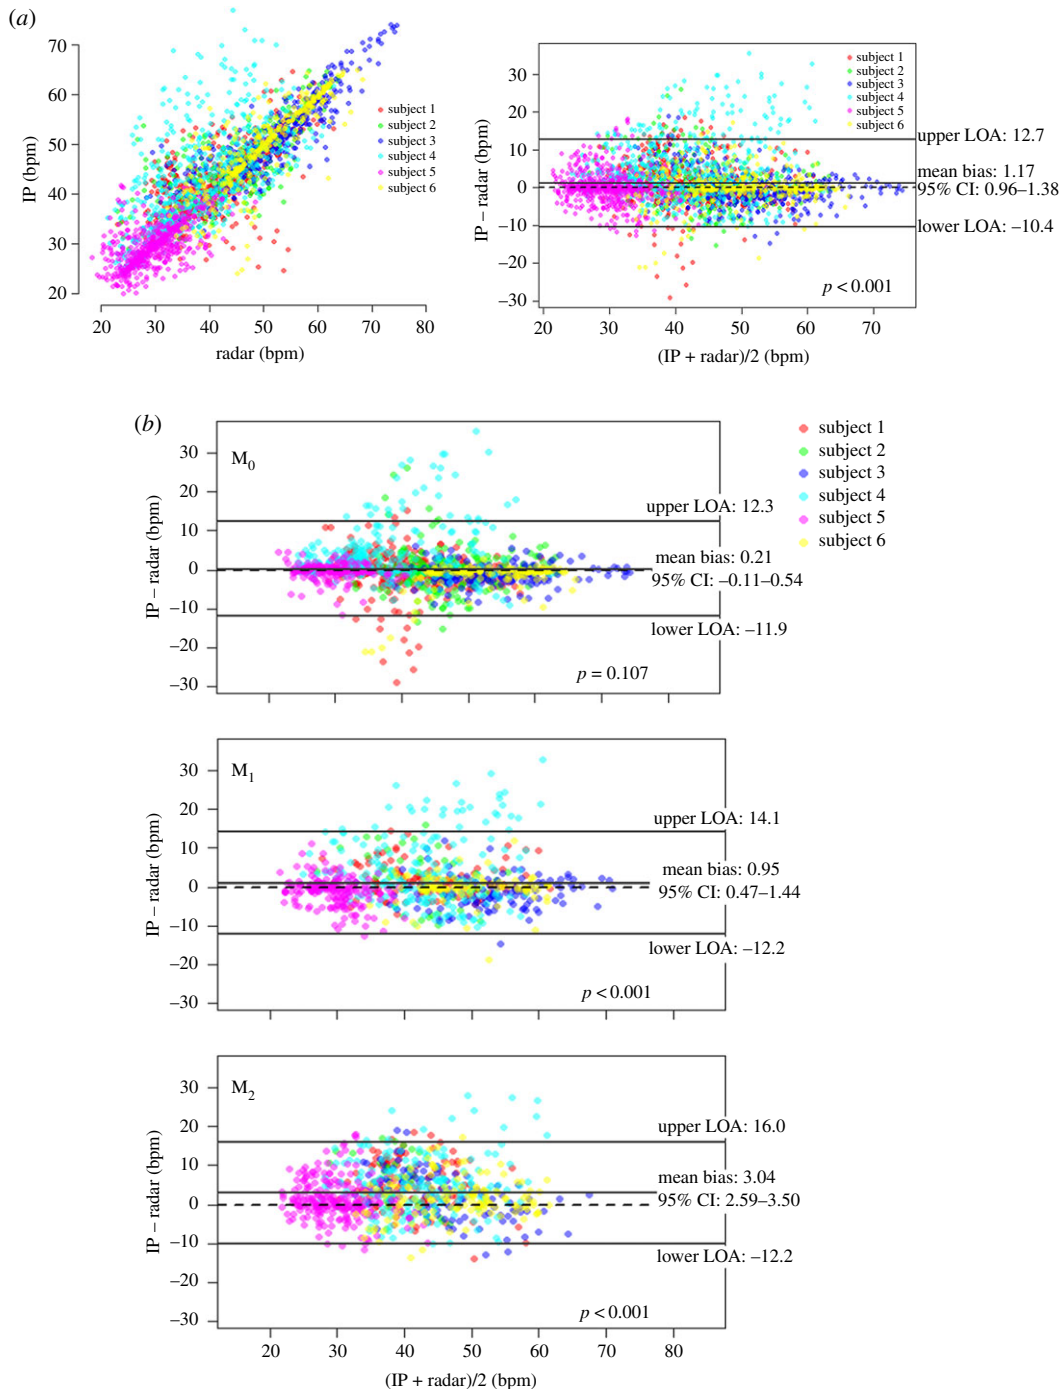 (a)
70
60
50
40
30
20
IP (bpm)
20 30 40 50 60 70 80
radar (bpm)
subject 1
subject 2
subject 3
subject 4
subject 5
subject 6
30
20
10
0
–10
–20
–30
IP – radar (bpm)
subject 1
subject 2
subject 3
subject 4
subject 5
subject 6
upper LOA: 12.7
mean bias: 1.17
95% CI: 0.96–1.38
lower LOA: –10.4
p < 0.001
20 30 40 50 60 70
(IP + radar)/2 (bpm)
(b)
M0
30
20
10
0
–10
–20
–30
IP – radar (bpm)
upper LOA: 12.3
mean bias: 0.21
95% CI: –0.11–0.54
lower LOA: –11.9
p = 0.107
subject 1
subject 2
subject 3
subject 4
subject 5
subject 6
M1
30
20
10
0
–10
–20
–30
IP – radar (bpm)
upper LOA: 14.1
mean bias: 0.95
95% CI: 0.47–1.44
lower LOA: –12.2
p < 0.001
M2
30
20
10
0
–10
–20
–30
IP – radar (bpm)
upper LOA: 16.0
mean bias: 3.04
95% CI: 2.59–3.50
lower LOA: –12.2
p < 0.001
20 30 40 50 60 70 80
(IP + radar)/2 (bpm)